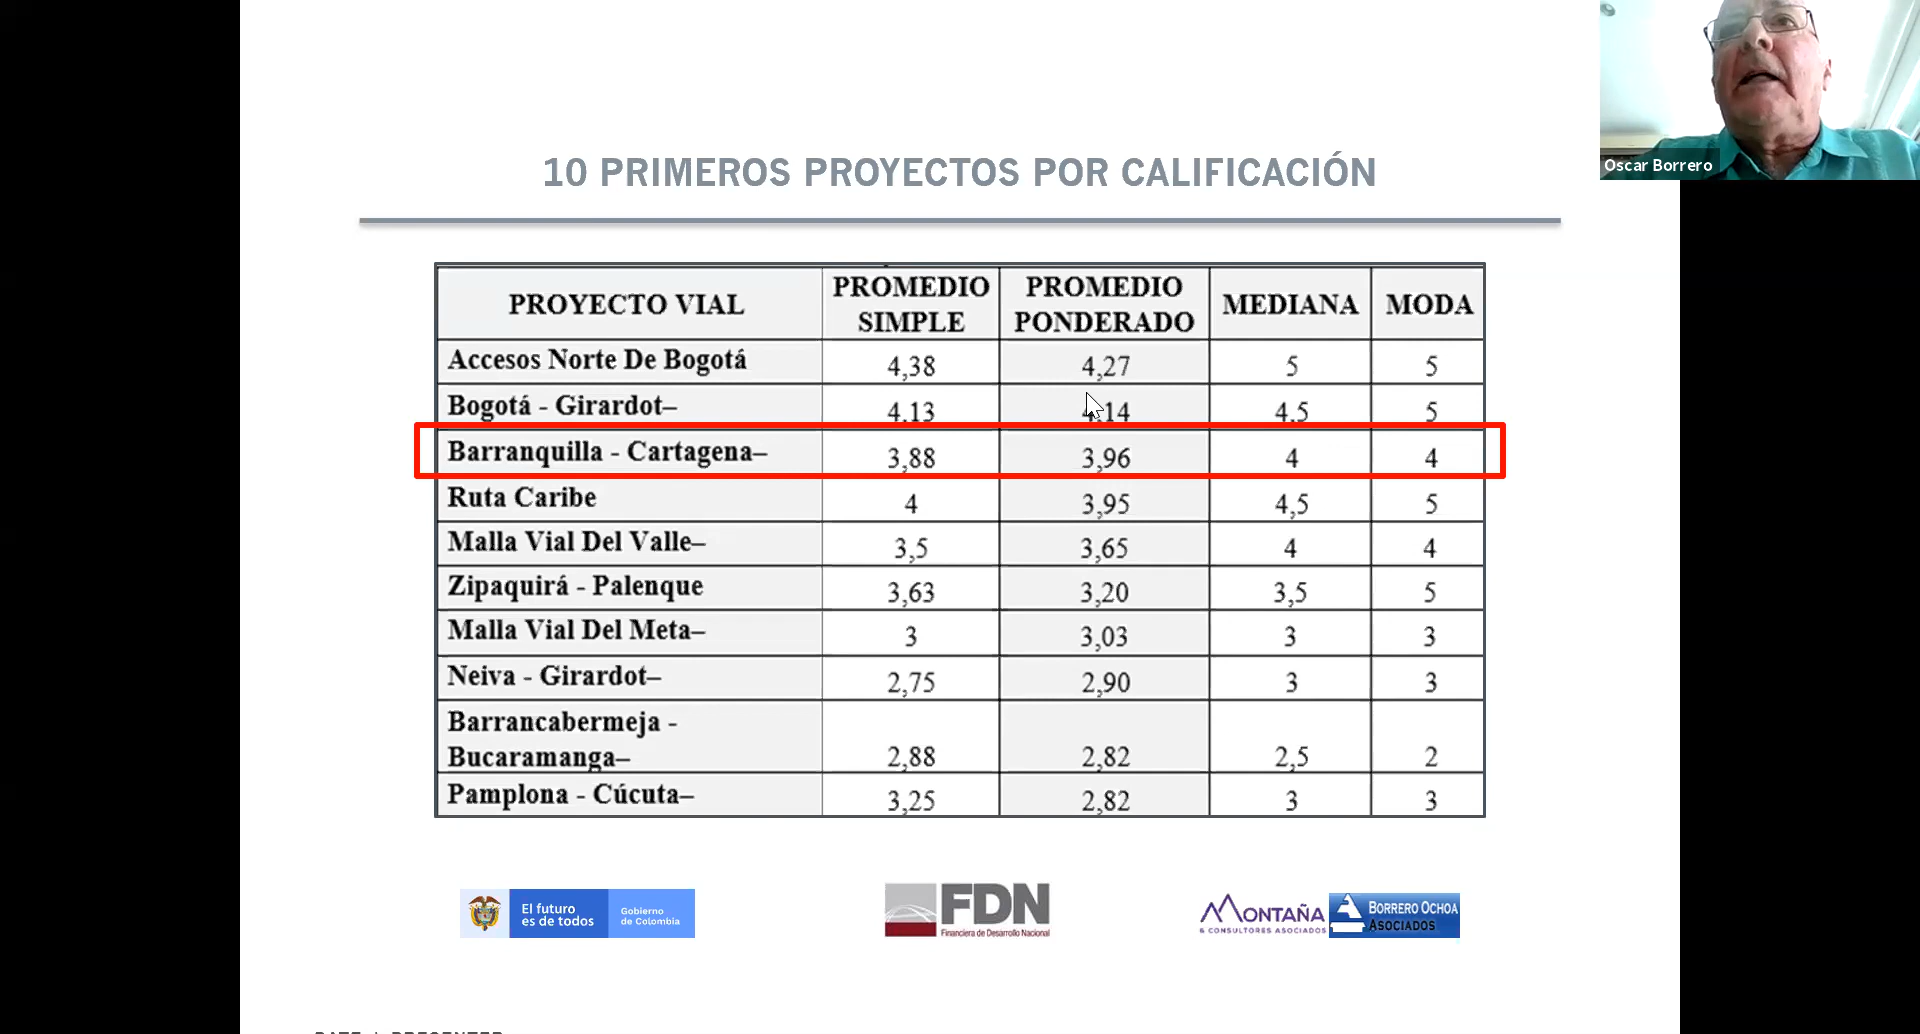 Oscar Borrero
10 PRIMEROS PROYECTOS POR CALIFICACIÓN
PROYECTO VIAL PROMEDIO SIMPLE PROMEDIO PONDERADO MEDIANA MODA
Accesos Norte De Bogotá 4,38 4,27 5 5
Bogotá - Girardot– 4,13 4,14 4,5 5
Barranquilla - Cartagena– 3,88 3,96 4 4
Ruta Caribe 4 3,95 4,5 5
Malla Vial Del Valle– 3,5 3,65 4 4
Zipaquirá - Palenque 3,63 3,20 3,5 5
Malla Vial Del Meta– 3 3,03 3 3
Neiva - Girardot– 2,75 2,90 3 3
Barrancabermeja -
Bucaramanga– 2,88 2,82 2,5 2
Pamplona - Cúcuta– 3,25 2,82 3 3
El futuro
es de todos
Gobierno
de Colombia
FDN
Financiera de Desarrollo Nacional
MONTAÑA
& CONSULTORES ASOCIADOS
BORRERO OCHOA
ASOCIADOS